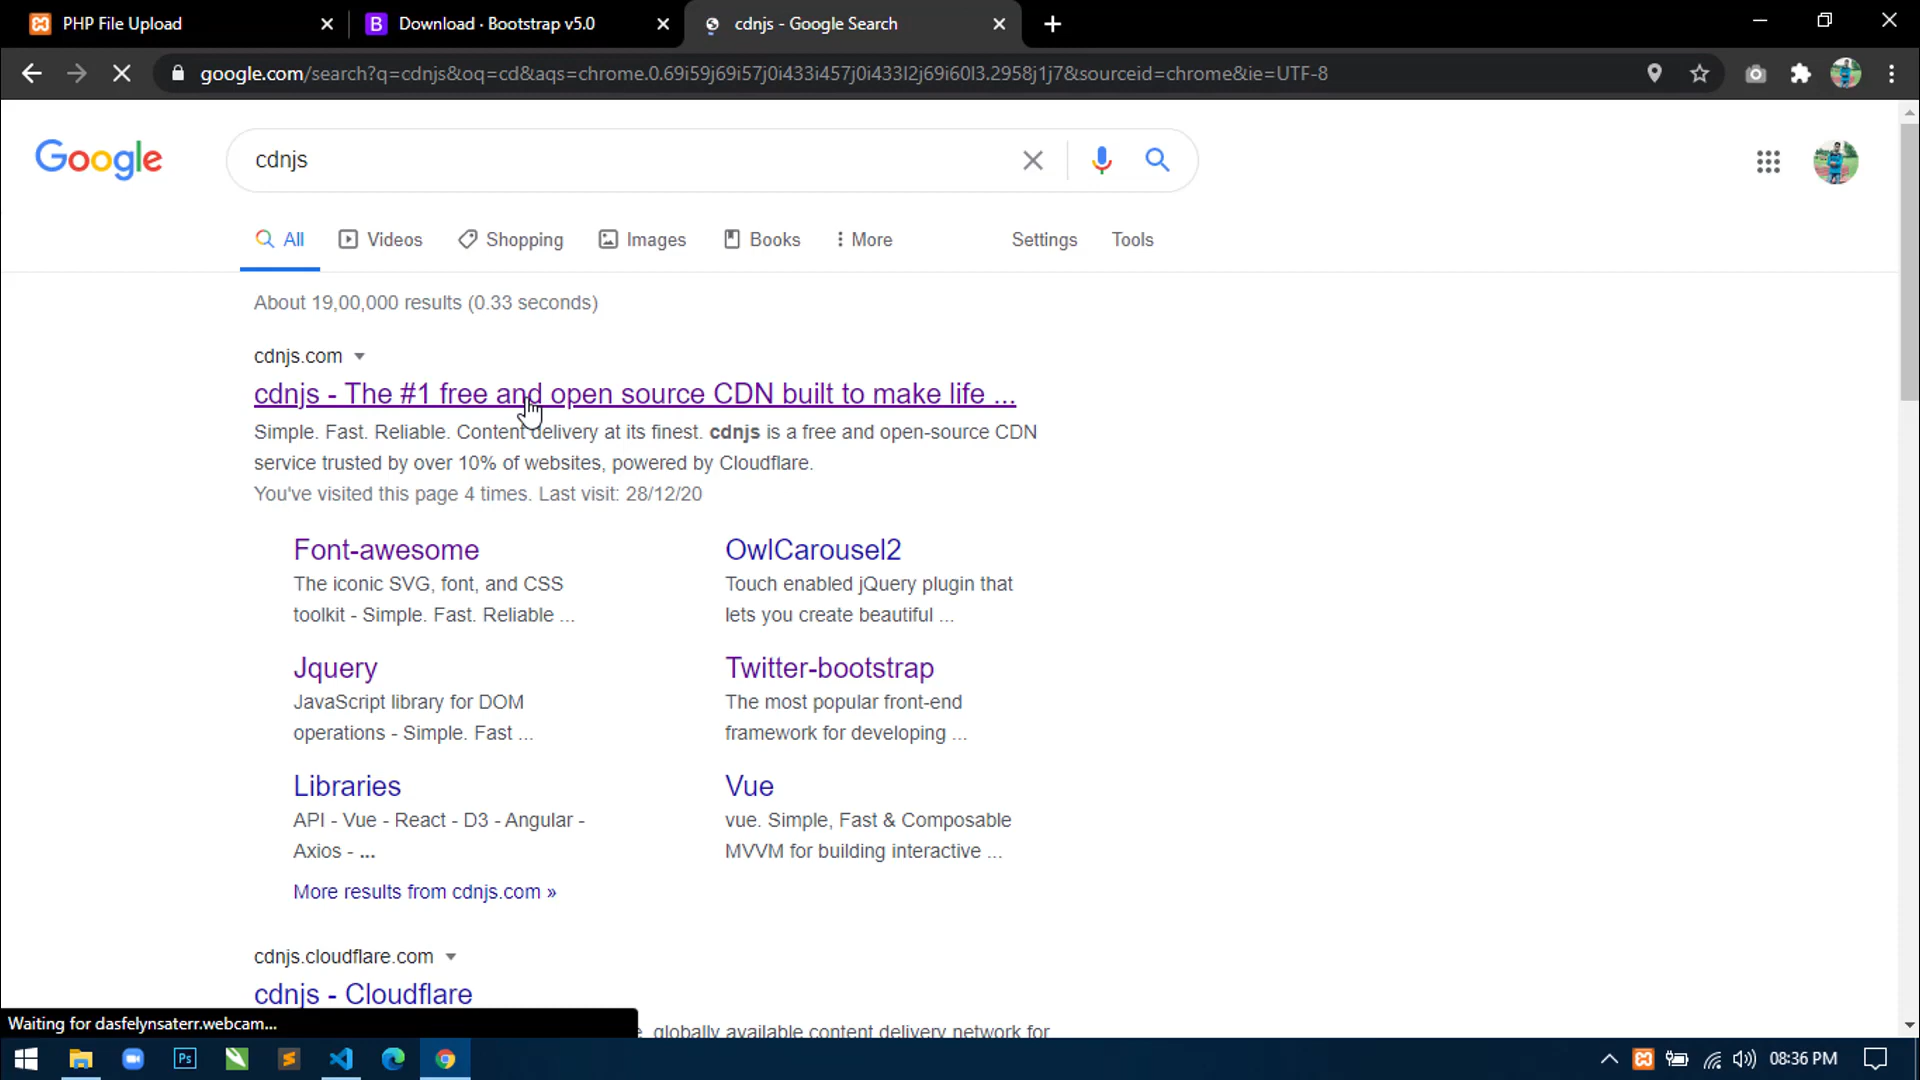 PHP File Upload
Download · Bootstrap v5.0
cdnjs - Google Search
google.com/search?q=cdnjs&oq=cd&aqs=chrome.0.69i59j69i57j0i433i457j0i433l2j69i60l3.2958j1j7&sourceid=chrome&ie=UTF-8
Google
cdnjs
All
Videos
Shopping
Images
Books
More
Settings
Tools
About 19,00,000 results (0.33 seconds)
cdnjs.com
cdnjs - The #1 free and open source CDN built to make life ...
Simple. Fast. Reliable. Content delivery at its finest. cdnjs is a free and open-source CDN
service trusted by over 10% of websites, powered by Cloudflare.
You've visited this page 4 times. Last visit: 28/12/20
Font-awesome
The iconic SVG, font, and CSS
toolkit - Simple. Fast. Reliable ...
OwlCarousel2
Touch enabled jQuery plugin that
lets you create beautiful ...
Jquery
JavaScript library for DOM
operations - Simple. Fast ...
Twitter-bootstrap
The most popular front-end
framework for developing ...
Libraries
API - Vue - React - D3 - Angular -
Axios - ...
Vue
vue. Simple, Fast & Composable
MVVM for building interactive ...
More results from cdnjs.com »
cdnjs.cloudflare.com
cdnjs - Cloudflare
globally available content delivery network for
Waiting for dasfelynsaterr.webcam...
Ps
08:36 PM